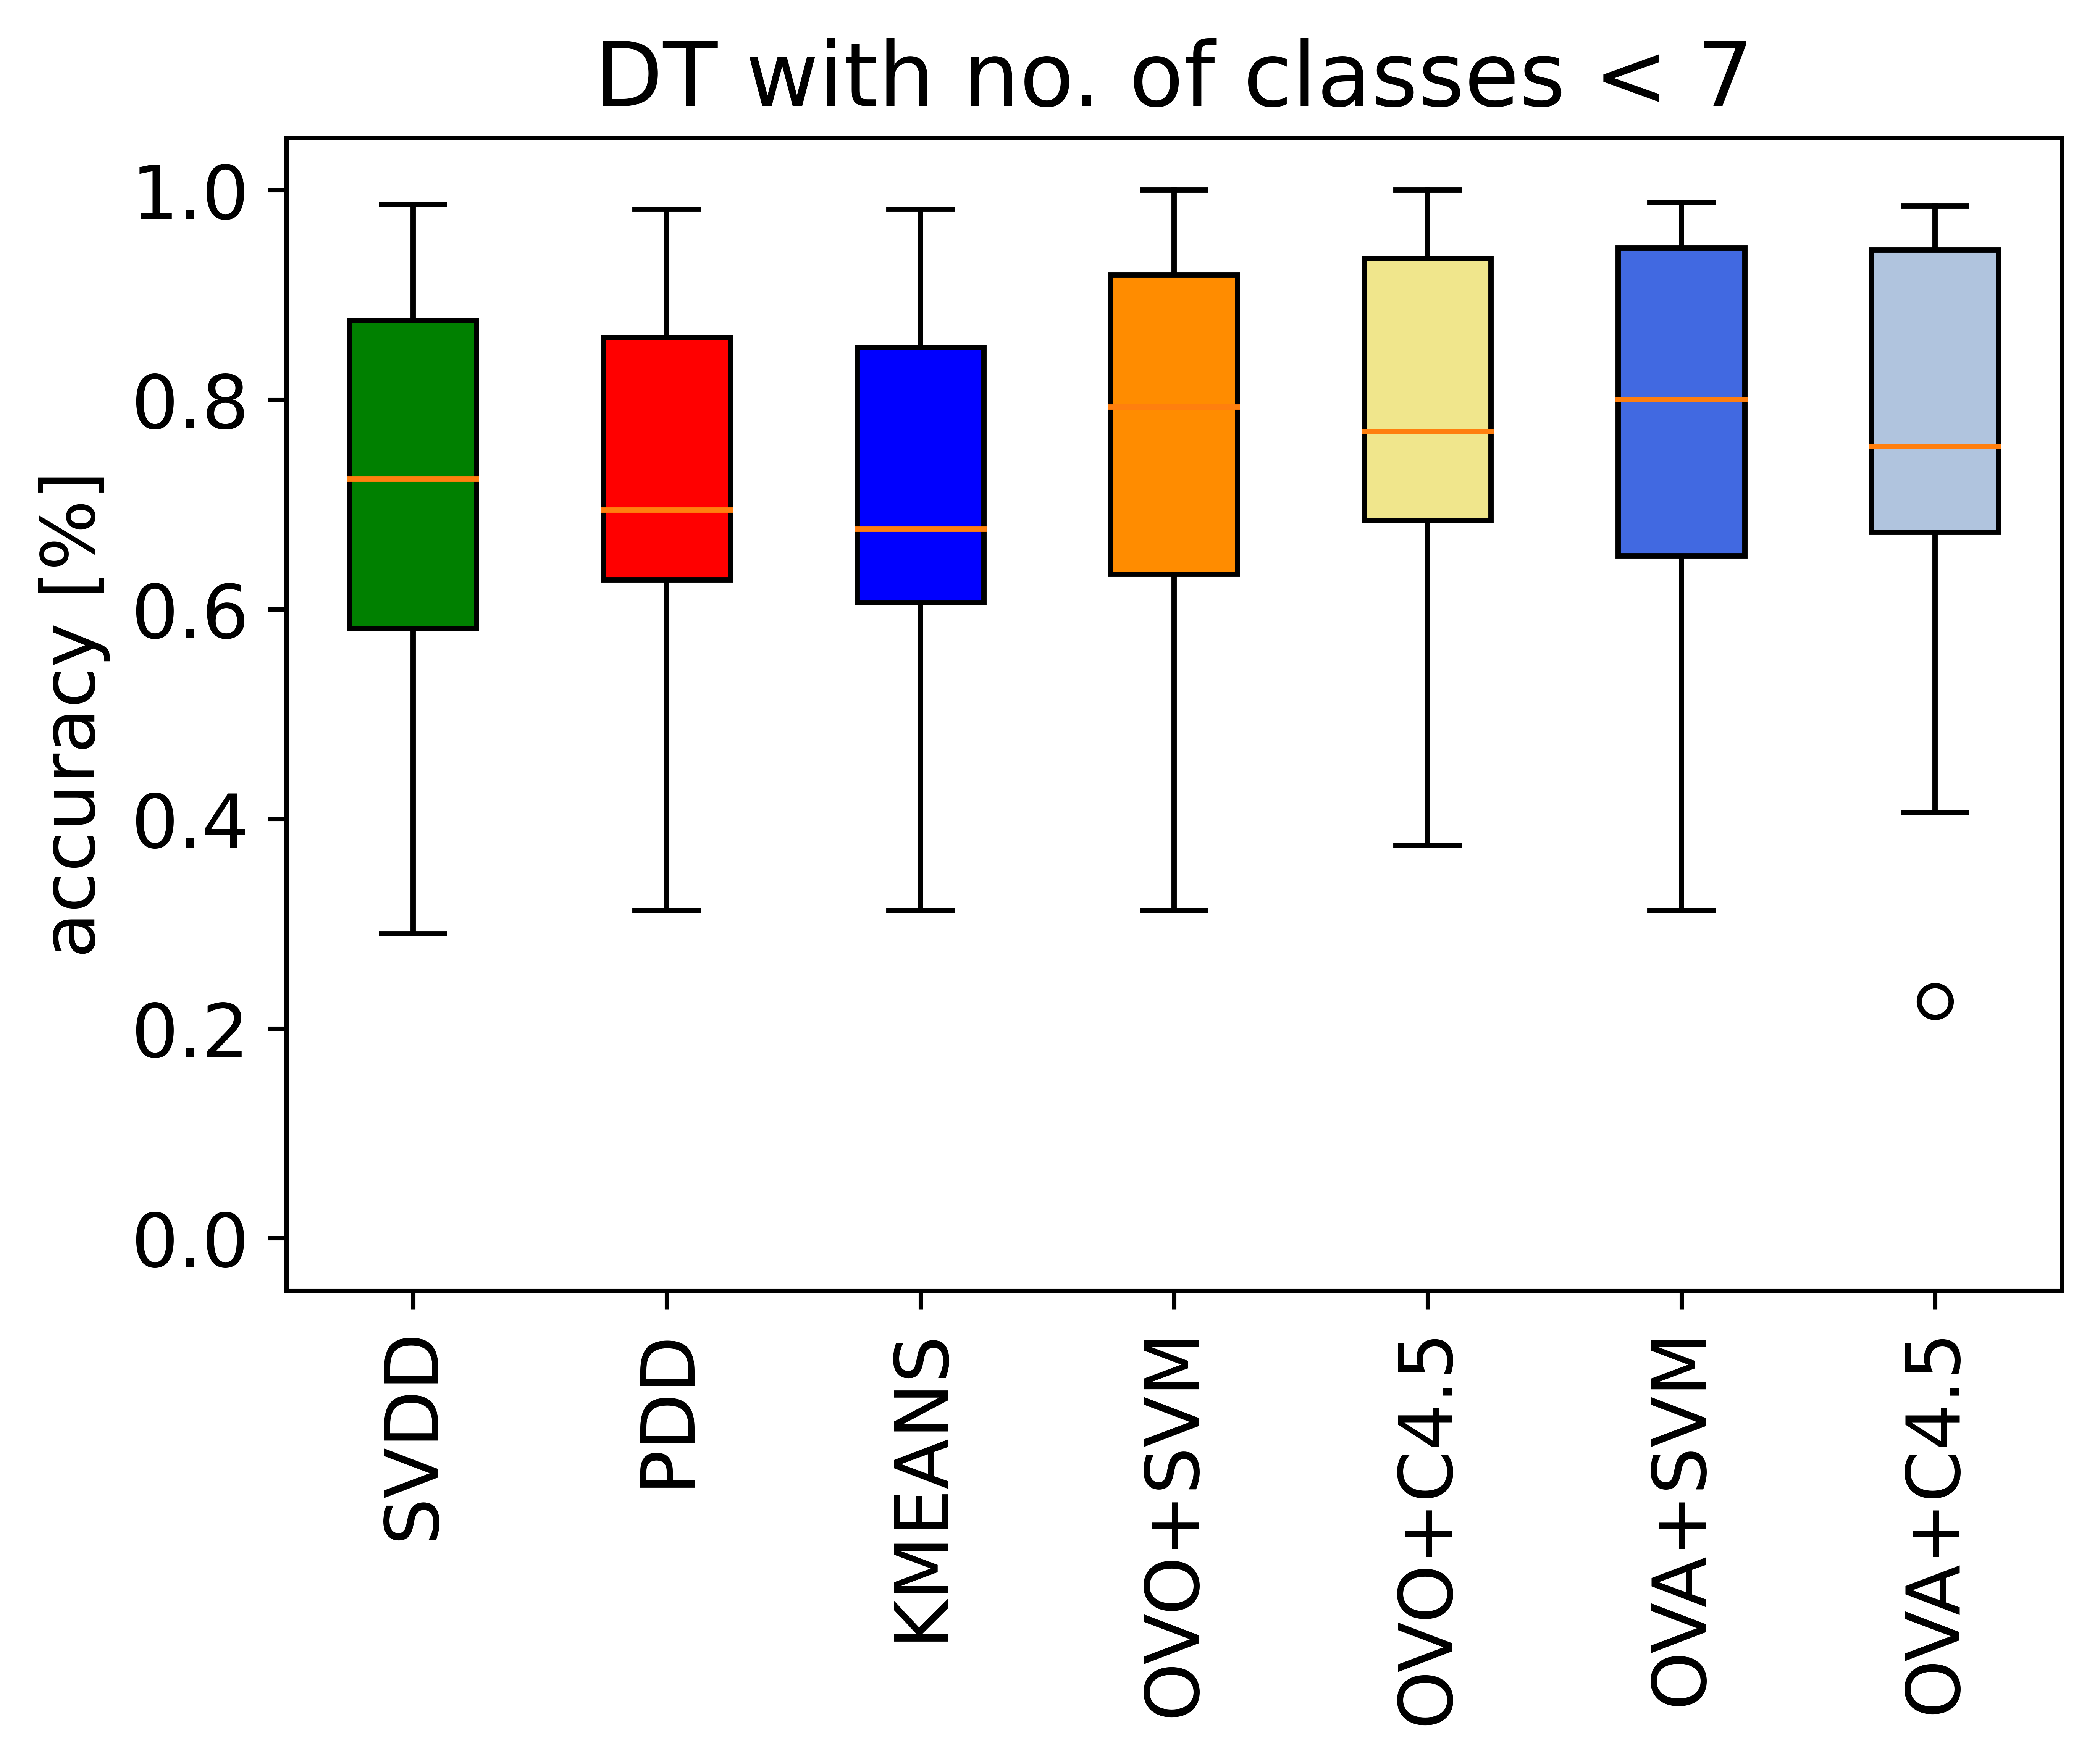 DT with no. of classes < 7
accuracy [%]
1.0
0.8
0.6
0.4
0.2
0.0
SVDD
PDD
KMEANS
OVO+SVM
OVO+C4.5
OVA+SVM
OVA+C4.5